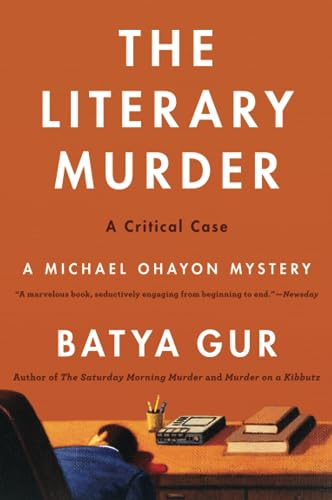 THE
LITERARY
MURDER
A Critical Case
A MICHAEL OHAYON MYSTERY
“A marvelous book, seductively engaging from beginning to end.”—Newsday
BATYA GUR
Author of The Saturday Morning Murder and Murder on a Kibbutz